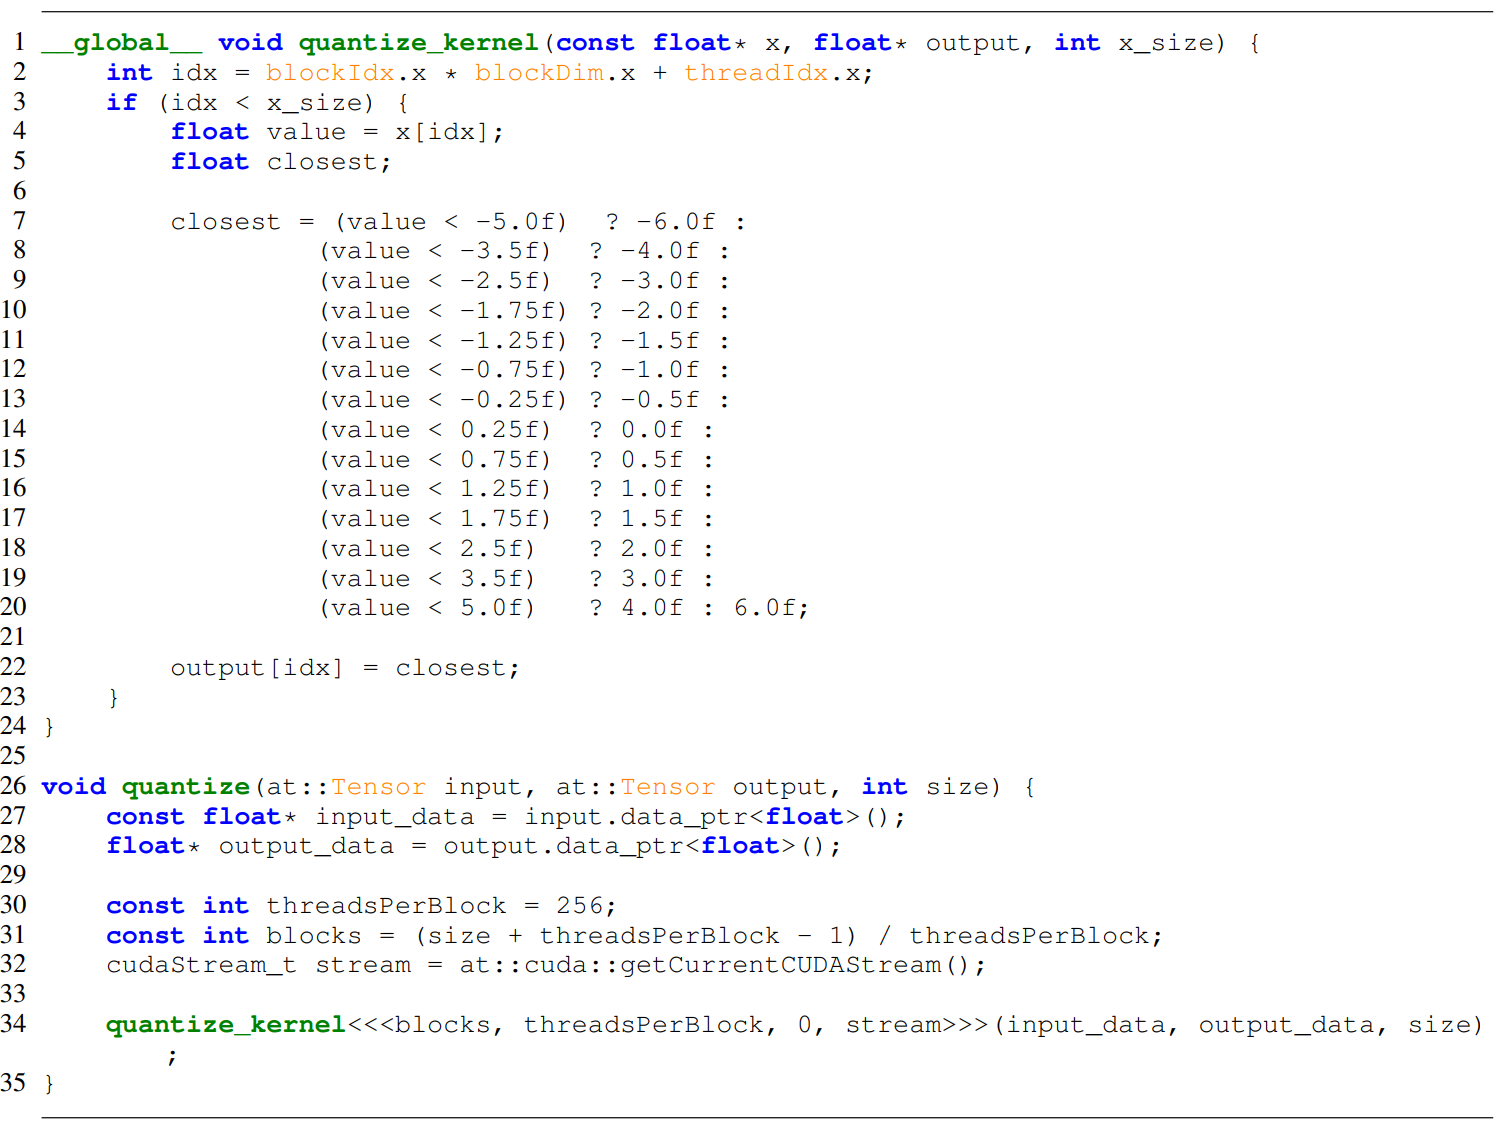 1 __global__ void quantize_kernel(const float* x, float* output, int x_size) {
2     int idx = blockIdx.x * blockDim.x + threadIdx.x;
3     if (idx < x_size) {
4         float value = x[idx];
5         float closest;
6
7         closest = (value < -5.0f)  ? -6.0f :
8                  (value < -3.5f)  ? -4.0f :
9                  (value < -2.5f)  ? -3.0f :
10                  (value < -1.75f) ? -2.0f :
11                  (value < -1.25f) ? -1.5f :
12                  (value < -0.75f) ? -1.0f :
13                  (value < -0.25f) ? -0.5f :
14                  (value < 0.25f)  ? 0.0f :
15                  (value < 0.75f)  ? 0.5f :
16                  (value < 1.25f)  ? 1.0f :
17                  (value < 1.75f)  ? 1.5f :
18                  (value < 2.5f)   ? 2.0f :
19                  (value < 3.5f)   ? 3.0f :
20                  (value < 5.0f)   ? 4.0f : 6.0f;
21
22         output[idx] = closest;
23     }
24 }
25
26 void quantize(at::Tensor input, at::Tensor output, int size) {
27     const float* input_data = input.data_ptr<float>();
28     float* output_data = output.data_ptr<float>();
29
30     const int threadsPerBlock = 256;
31     const int blocks = (size + threadsPerBlock - 1) / threadsPerBlock;
32     cudaStream_t stream = at::cuda::getCurrentCUDAStream();
33
34     quantize_kernel<<<blocks, threadsPerBlock, 0, stream>>>(input_data, output_data, size)
;
35 }